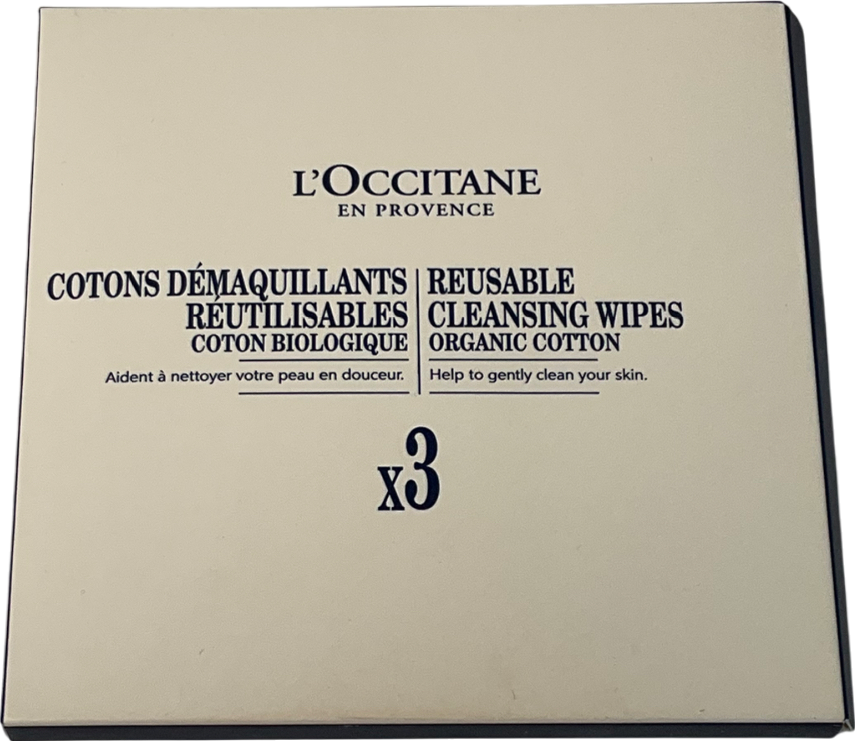 L'OCCITANE
EN PROVENCE
COTONS DÉMAQUILLANTS
RÉUTILISABLES
COTON BIOLOGIQUE
Aident à nettoyer votre peau en douceur.
REUSABLE
CLEANSING WIPES
ORGANIC COTTON
Help to gently clean your skin.
x3